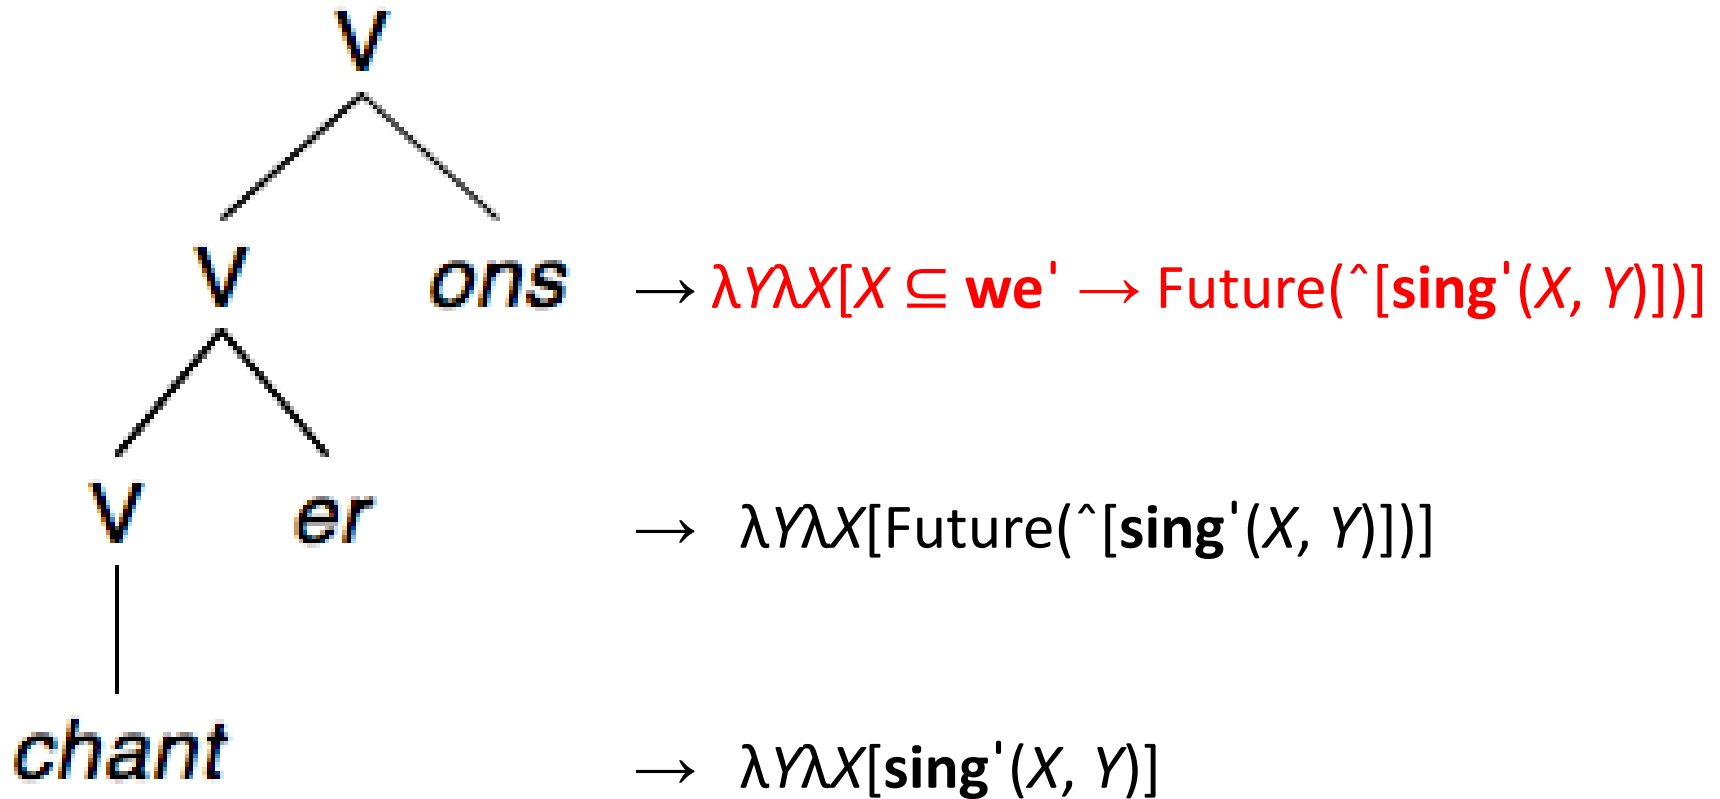 V
V ons → λYλX[X ⊆ we' → Future(^[sing'(X, Y)])]
V er → λYλX[Future(^[sing'(X, Y)])]
chant → λYλX[sing'(X, Y)]